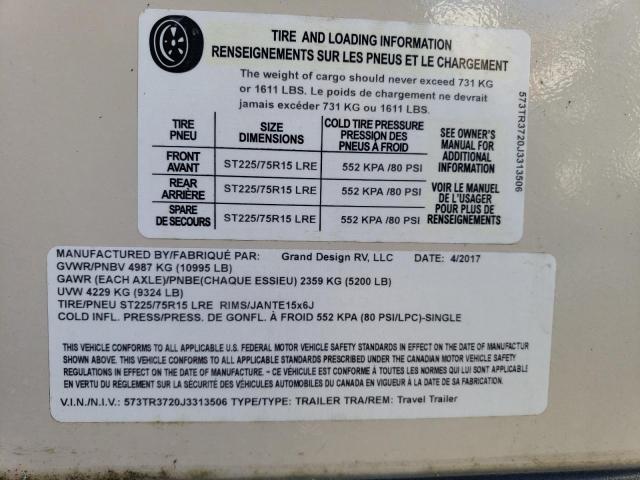 TIRE AND LOADING INFORMATION
RENSEIGNEMENTS SUR LES PNEUS ET LE CHARGEMENT
The weight of cargo should never exceed 731 KG
or 1611 LBS. Le poids de chargement ne devrait
jamais excéder 731 KG ou 1611 LBS.
TIRE PNEU SIZE DIMENSIONS COLD TIRE PRESSURE PRESSION DES PNEUS À FROID
FRONT AVANT ST225/75R15 LRE 552 KPA /80 PSI
REAR ARRIÈRE ST225/75R15 LRE 552 KPA /80 PSI
SPARE DE SECOURS ST225/75R15 LRE 552 KPA /80 PSI
SEE OWNER'S
MANUAL FOR
ADDITIONAL
INFORMATION
VOIR LE MANUEL
DE L'USAGER
POUR PLUS DE
RENSEIGNEMENTS
573TR3720J3313506
MANUFACTURED BY/FABRIQUÉ PAR: Grand Design RV, LLC DATE: 4/2017
GVWR/PNBV 4987 KG (10995 LB)
GAWR (EACH AXLE)/PNBE(CHAQUE ESSIEU) 2359 KG (5200 LB)
UVW 4229 KG (9324 LB)
TIRE/PNEU ST225/75R15 LRE RIMS/JANTE15x6J
COLD INFL. PRESS/PRESS. DE GONFL. À FROID 552 KPA (80 PSI/LPC)-SINGLE
THIS VEHICLE CONFORMS TO ALL APPLICABLE U.S. FEDERAL MOTOR VEHICLE SAFETY STANDARDS IN EFFECT ON THE DATE OF MANUFACTUR
SHOWN ABOVE. THIS VEHICLE CONFORMS TO ALL APPLICABLE STANDARDS PRESCRIBED UNDER THE CANADIAN MOTOR VEHICLE SAFETY
REGULATIONS IN EFFECT ON THE DATE OF MANUFACTURE. - CE VÉHICULE EST CONFORME À TOUTES LES NORMES QUI LUI SONT APPLICABLES
EN VERTU DU RÈGLEMENT SUR LA SÉCURITÉ DES VÉHICULES AUTOMOBILES DU CANADA EN VIGUEUR À LA DATE DE SA FABRICATION.
V.I.N./N.I.V.: 573TR3720J3313506 TYPE/TYPE: TRAILER TRA/REM: Travel Trailer